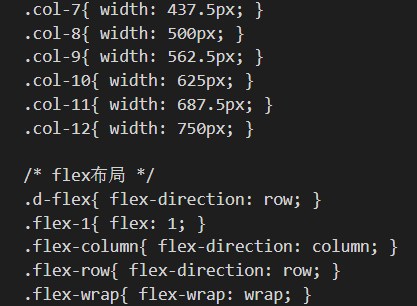 .col-7{ width: 437.5px; }
.col-8{ width: 500px; }
.col-9{ width: 562.5px; }
.col-10{ width: 625px; }
.col-11{ width: 687.5px; }
.col-12{ width: 750px; }
/* flex布局 */
.d-flex{ flex-direction: row; }
.flex-1{ flex: 1; }
.flex-column{ flex-direction: column; }
.flex-row{ flex-direction: row; }
.flex-wrap{ flex-wrap: wrap; }